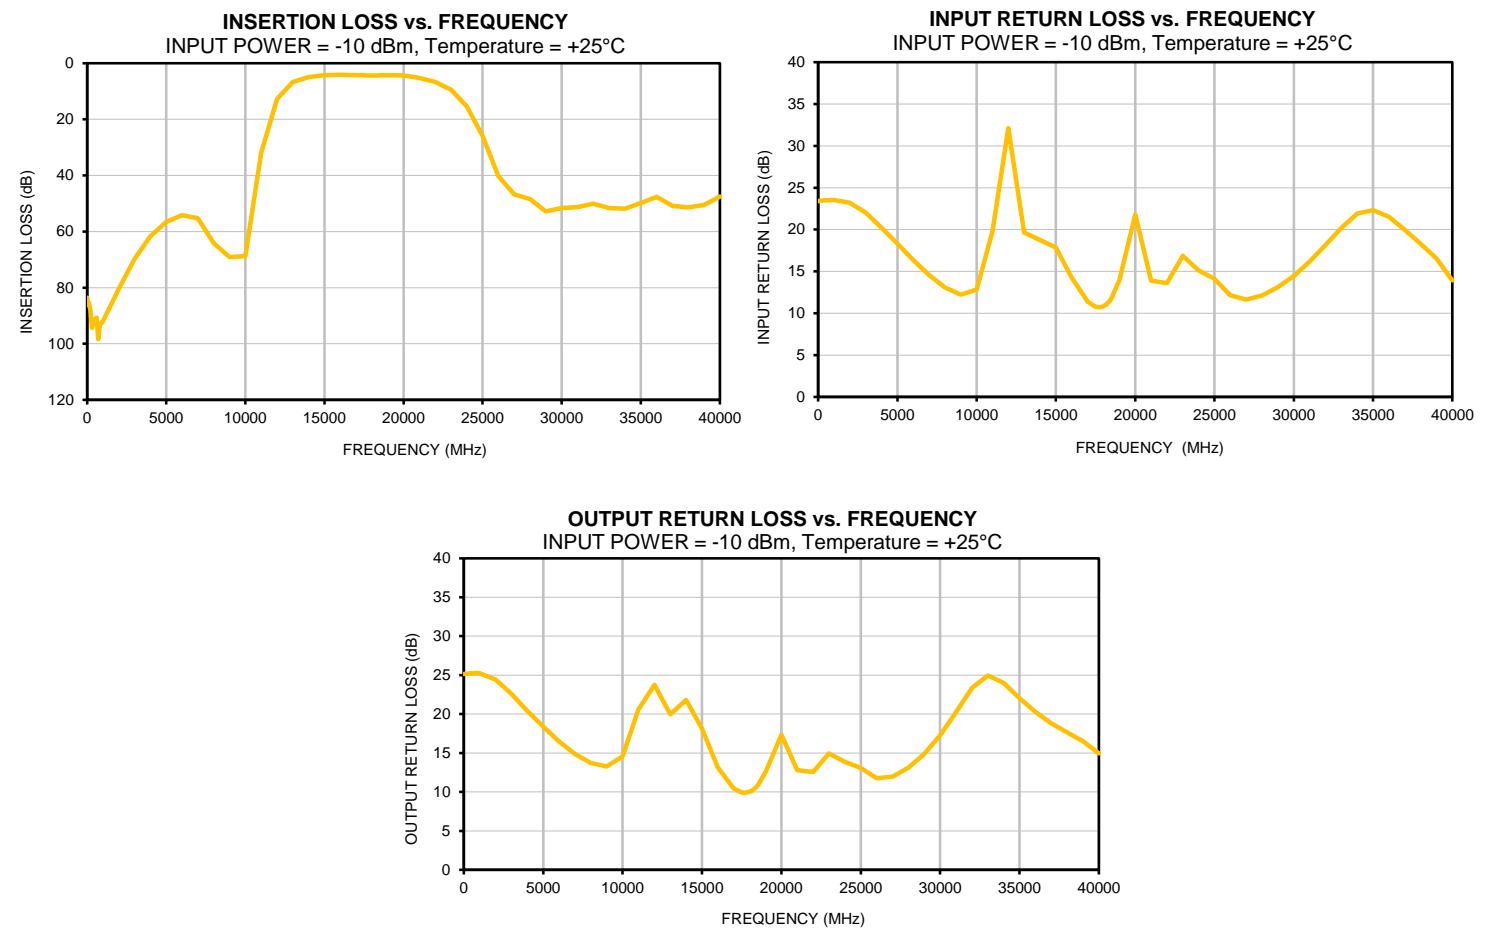 INSERTION LOSS vs. FREQUENCY
INPUT POWER = -10 dBm, Temperature = +25°C
INSERTION LOSS (dB)
0
20
40
60
80
100
120
0 5000 10000 15000 20000 25000 30000 35000 40000
FREQUENCY (MHz)
INPUT RETURN LOSS vs. FREQUENCY
INPUT POWER = -10 dBm, Temperature = +25°C
INPUT RETURN LOSS (dB)
40
35
30
25
20
15
10
5
0
0 5000 10000 15000 20000 25000 30000 35000 40000
FREQUENCY (MHz)
OUTPUT RETURN LOSS vs. FREQUENCY
INPUT POWER = -10 dBm, Temperature = +25°C
OUTPUT RETURN LOSS (dB)
40
35
30
25
20
15
10
5
0
0 5000 10000 15000 20000 25000 30000 35000 40000
FREQUENCY (MHz)